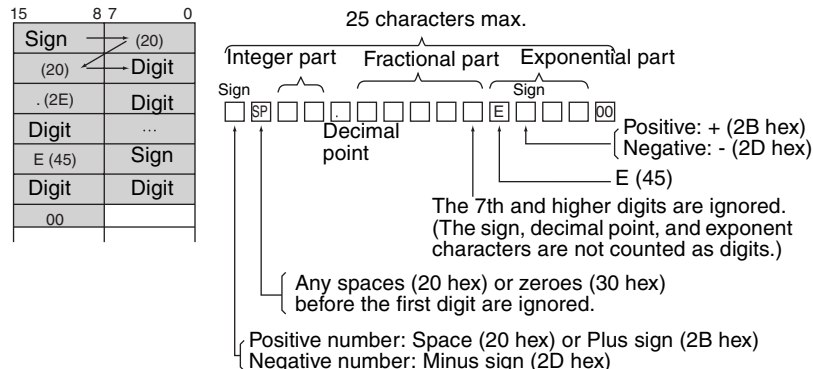 15 8 7 0
Sign (20)
(20) Digit
. (2E) Digit
Digit ...
E (45) Sign
Digit Digit
00
25 characters max.
Integer part Fractional part Exponential part
Sign Sign
SP . E 00
Decimal
point
Positive: + (2B hex)
Negative: - (2D hex)
E (45)
The 7th and higher digits are ignored.
(The sign, decimal point, and exponent
characters are not counted as digits.)
Any spaces (20 hex) or zeroes (30 hex)
before the first digit are ignored.
Positive number: Space (20 hex) or Plus sign (2B hex)
Negative number: Minus sign (2D hex)